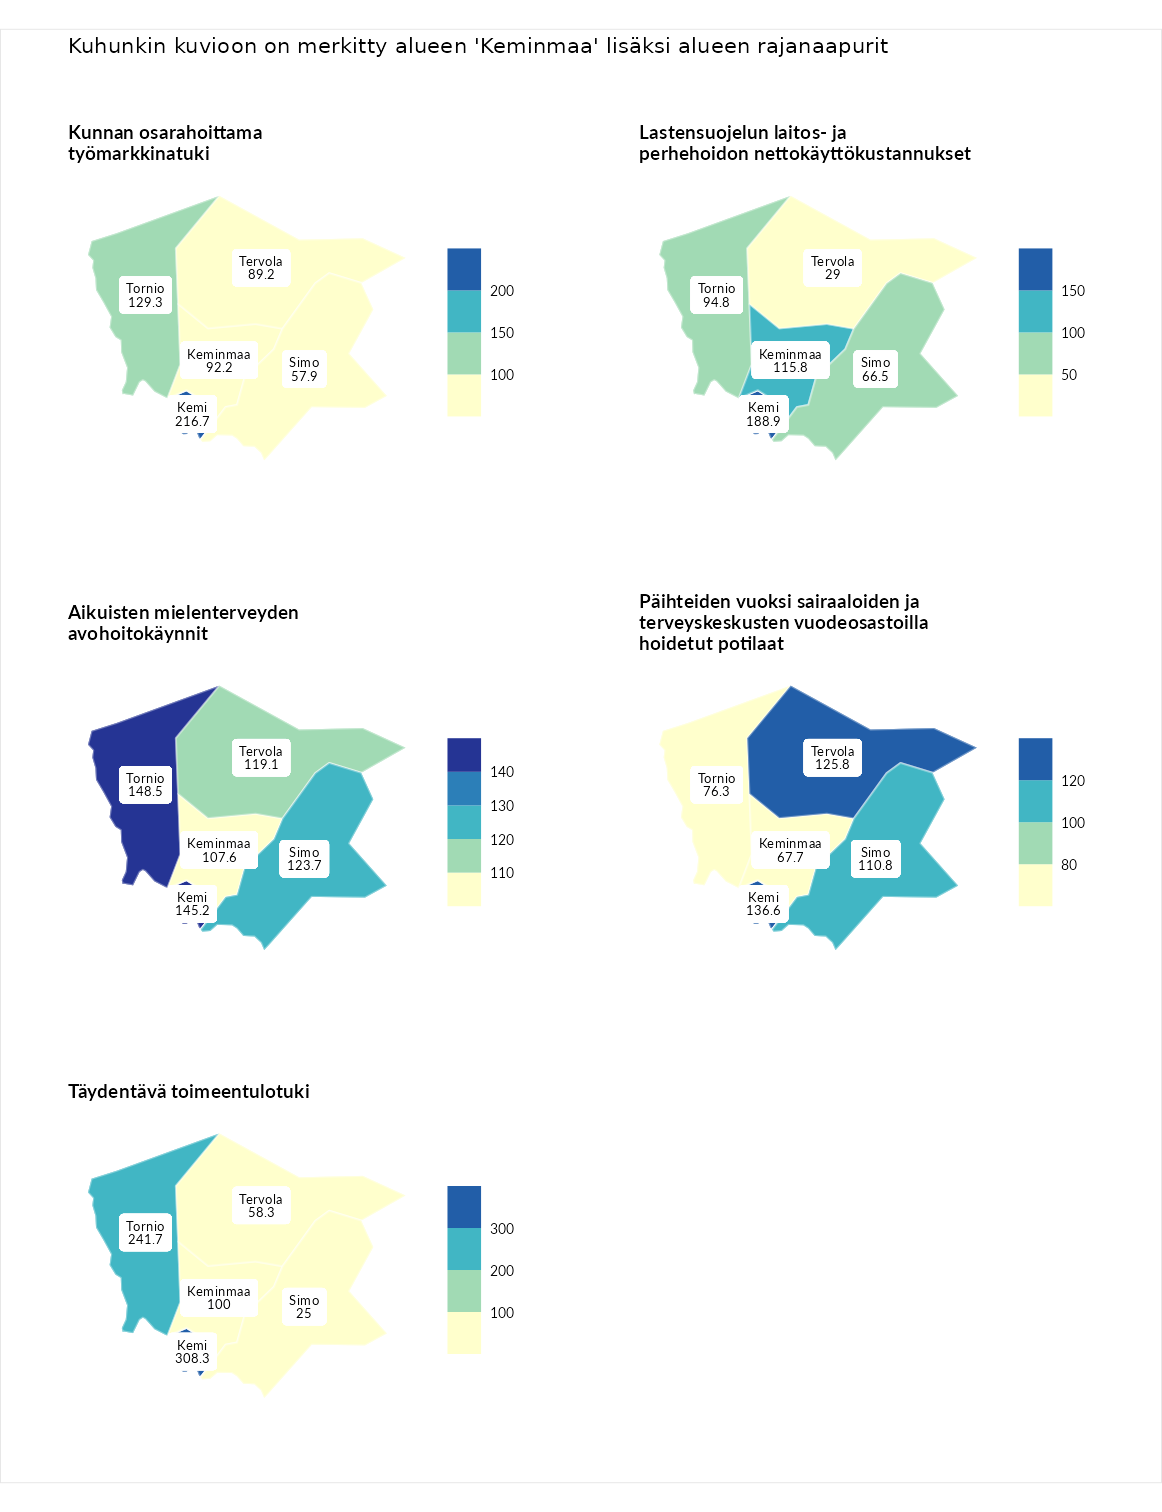 Kuhunkin kuvioon on merkitty alueen 'Keminmaa' lisäksi alueen rajanaapurit
Kunnan osarahoittama
työmarkkinatuki
Tervola
89.2
Tornio
129.3
Keminmaa
92.2
Simo
57.9
Kemi
216.7
200
150
100
Lastensuojelun laitos- ja
perhehoidon nettokäyttökustannukset
Tervola
29
Tornio
94.8
Keminmaa
115.8
Simo
66.5
Kemi
188.9
150
100
50
Aikuisten mielenterveyden
avohoitokäynnit
Tervola
119.1
Tornio
148.5
Keminmaa
107.6
Simo
123.7
Kemi
145.2
140
130
120
110
Päihteiden vuoksi sairaaloiden ja
terveyskeskusten vuodeosastoilla
hoidetut potilaat
Tervola
125.8
Tornio
76.3
Keminmaa
67.7
Simo
110.8
Kemi
136.6
120
100
80
Täydentävä toimeentulotuki
Tervola
58.3
Tornio
241.7
Keminmaa
100
Simo
25
Kemi
308.3
300
200
100